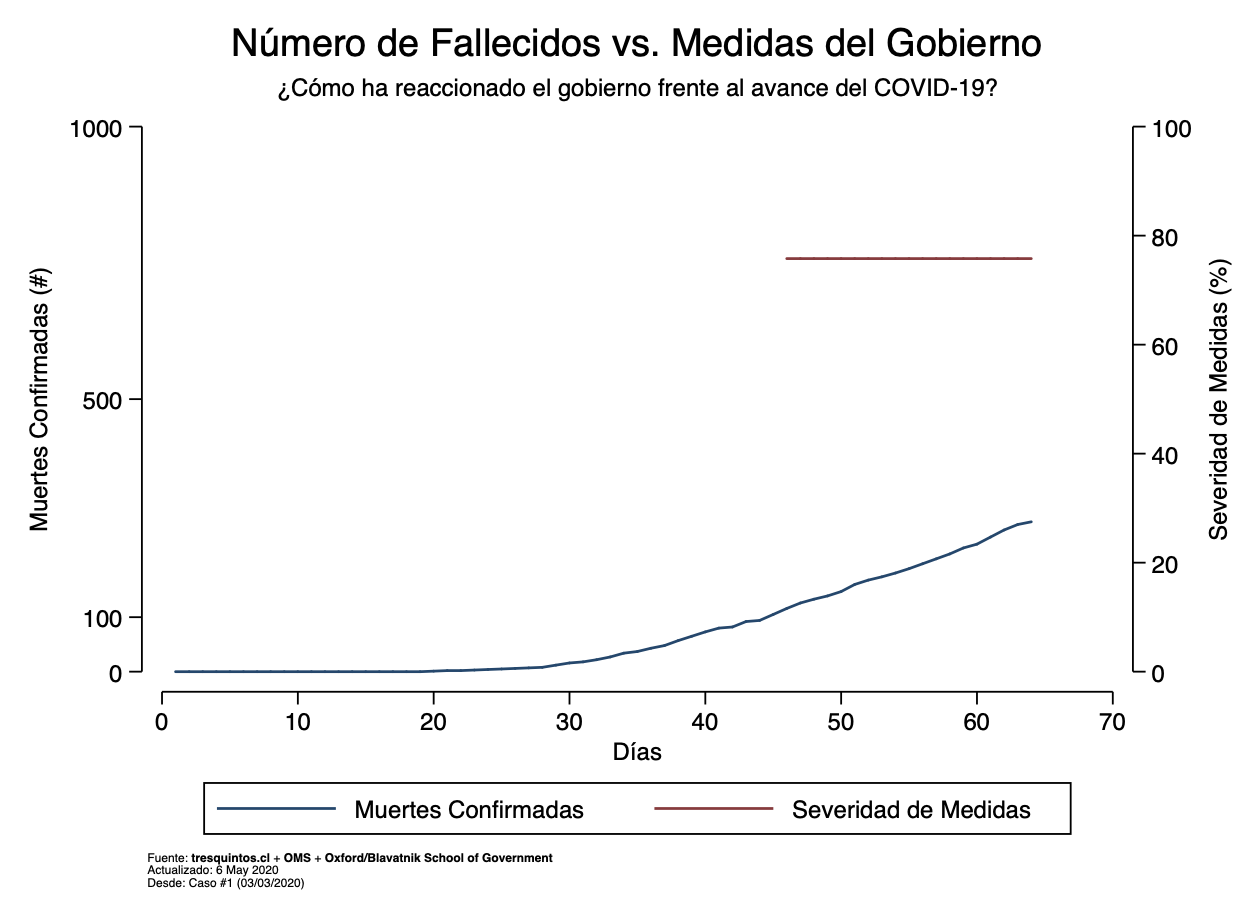 Número de Fallecidos vs. Medidas del Gobierno
¿Cómo ha reaccionado el gobierno frente al avance del COVID-19?
1000
500
100
0
Muertes Confirmadas (#)
100
80
60
40
20
0
Severidad de Medidas (%)
0 10 20 30 40 50 60 70
Días
Muertes Confirmadas Severidad de Medidas
Fuente: tresquintos.cl + OMS + Oxford/Blavatnik School of Government
Actualizado: 6 May 2020
Desde: Caso #1 (03/03/2020)